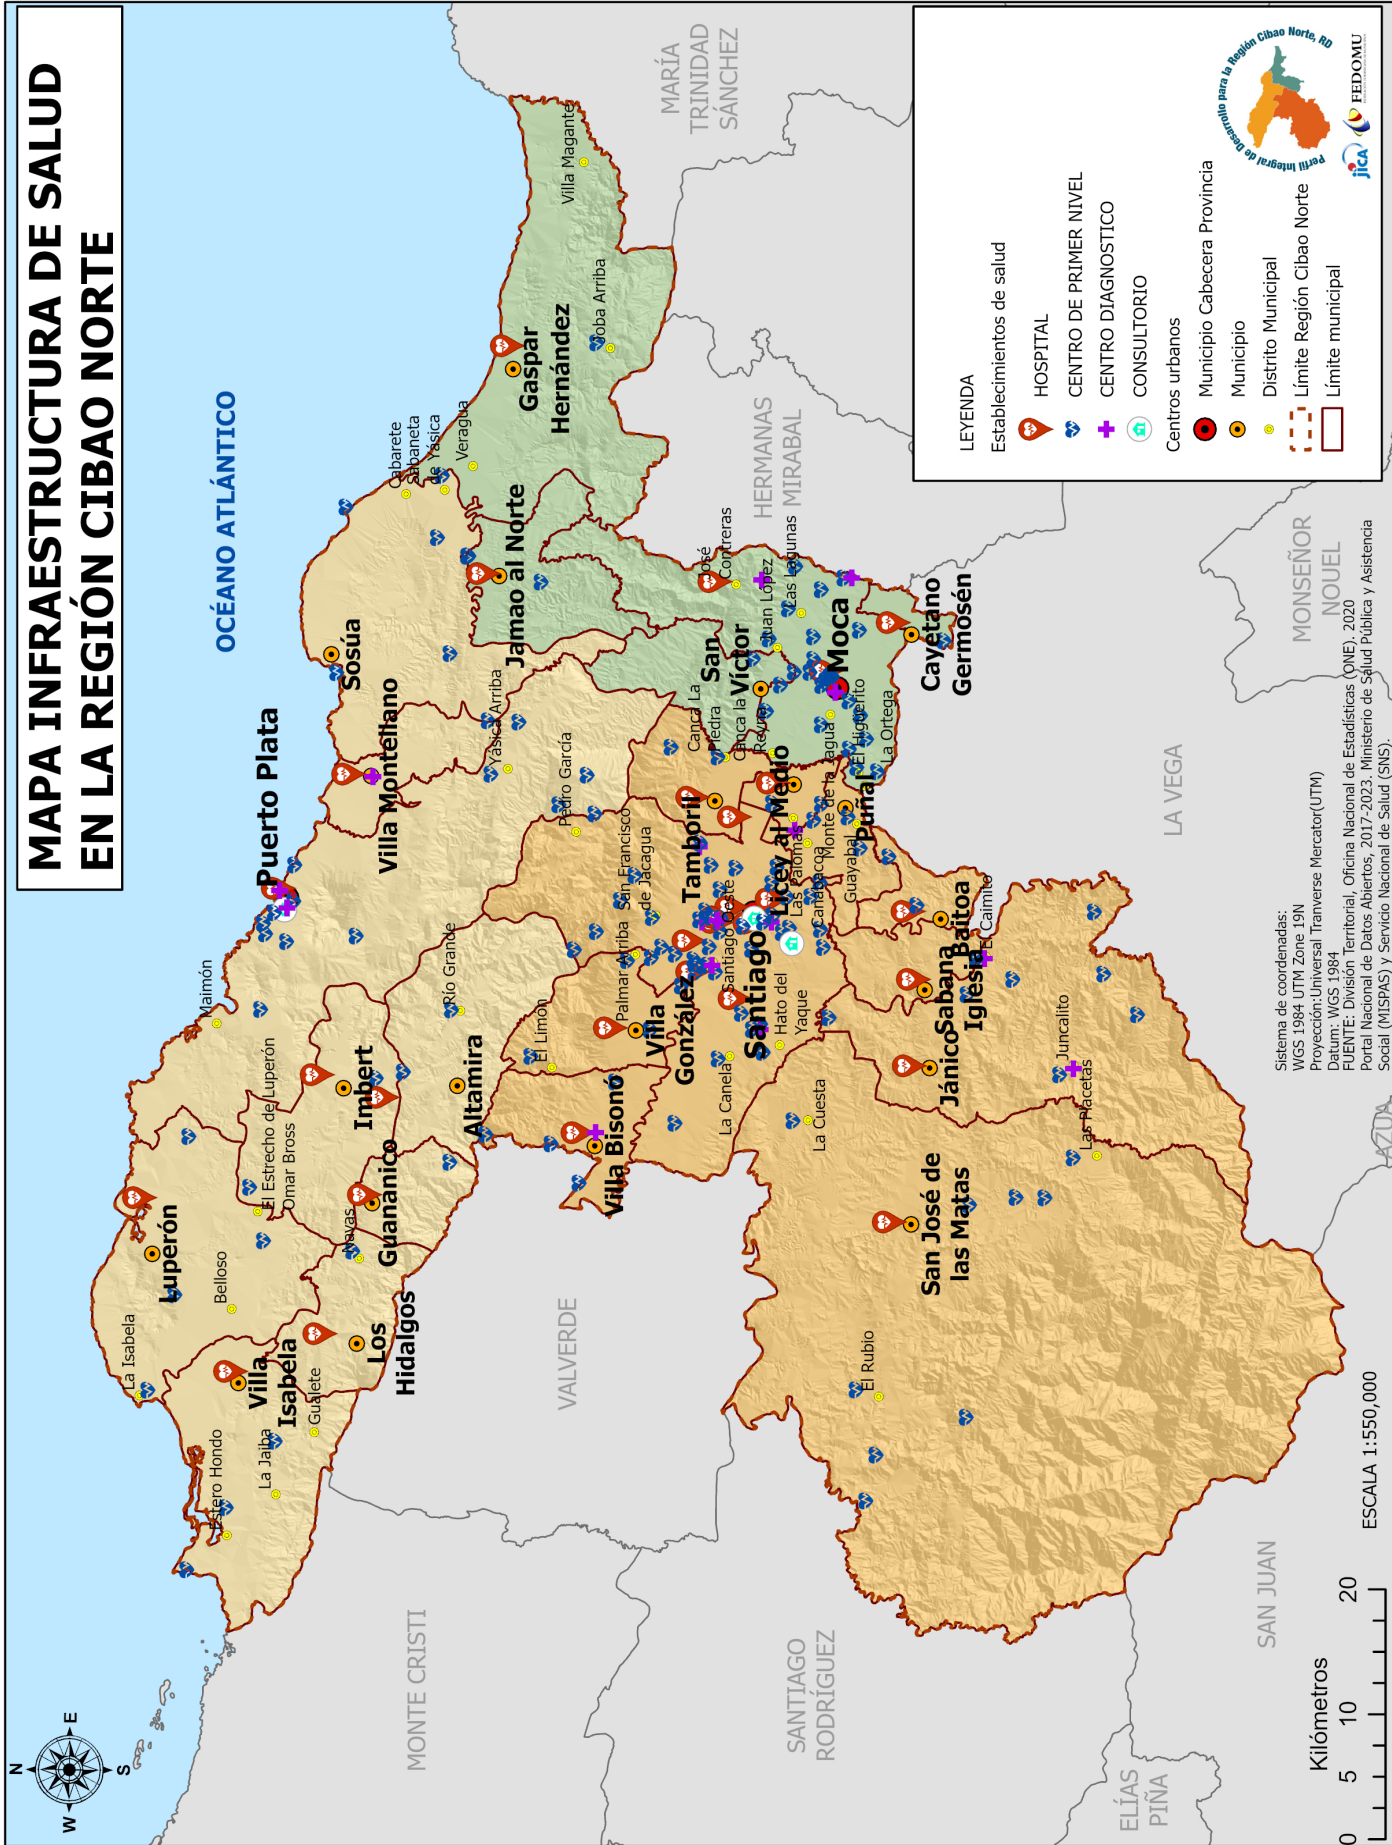 MAPA INFRAESTRUCTURA DE SALUD
EN LA REGIÓN CIBAO NORTE
N
W
E
S
OCÉANO ATLÁNTICO
MONTE CRISTI
SANTIAGO
RODRÍGUEZ
ELÍAS
PIÑA
SAN JUAN
VALVERDE
AZUA
LA VEGA
MONSEÑOR
NOUEL
HERMANAS
MIRABAL
MARÍA
TRINIDAD
SÁNCHEZ
Estero Hondo
La Jaiba
Gualete
La Isabela
Villa
Isabela
Los
Hidalgos
Belloso
Luperón
El Estrecho de Luperón
Omar Bross
Navas
Guananico
Imbert
Altamira
Maimón
Río Grande
Puerto Plata
Villa Montellano
Sosúa
Yásica Arriba
Pedro García
Cabarete
Sabaneta
de Yásica
Veragua
Jamao al Norte
Gaspar
Hernández
Joba Arriba
Villa Magante
José
Contreras
Juan López
Las Lagunas
San
Víctor
Moca
Cayetano
Germosén
El Higüerito
La Ortega
Monte de la Jagua
Canca La
Piedra
Canca la
Reyna
Tamboril
Licey al Medio
Las Palomas
Canabacoa
Guayabal
Puñal
San Francisco
de Jacagua
Santiago Oeste
Santiago
Palmar Arriba
El Limón
Villa
González
Villa Bisonó
Hato del
Yaque
La Canela
La Cuesta
Baitoa
El Caimito
Sabana
Iglesia
Jánico
Juncalito
Las Placetas
San José de
las Matas
El Rubio
LEYENDA
Establecimientos de salud
HOSPITAL
CENTRO DE PRIMER NIVEL
CENTRO DIAGNOSTICO
CONSULTORIO
Centros urbanos
Municipio Cabecera Provincia
Municipio
Distrito Municipal
Límite Región Cibao Norte
Límite municipal
Perfil Integral de Desarrollo para la Región Cibao Norte, RD
jICA
FEDOMU
Sistema de coordenadas:
WGS 1984 UTM Zone 19N
Proyección:Universal Tranverse Mercator(UTM)
Datum: WGS 1984
FUENTE: División Territorial, Oficina Nacional de Estadísticas (ONE). 2020
Portal Nacional de Datos Abiertos, 2017-2023. Ministerio de Salud Pública y Asistencia
Social (MISPAS) y Servicio Nacional de Salud (SNS).
ESCALA 1:550,000
Kilómetros
0 5 10 20